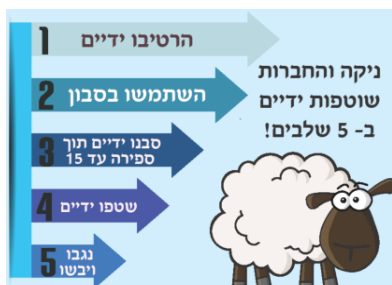 ניקה והחברות
שוטפות ידיים
ב- 5 שלבים!
1 הרטיבו ידיים
2 השתמשו בסבון
3 סבנו ידיים תוך
ספירה עד 15
4 שטפו ידיים
5 נגבו
ויבשו